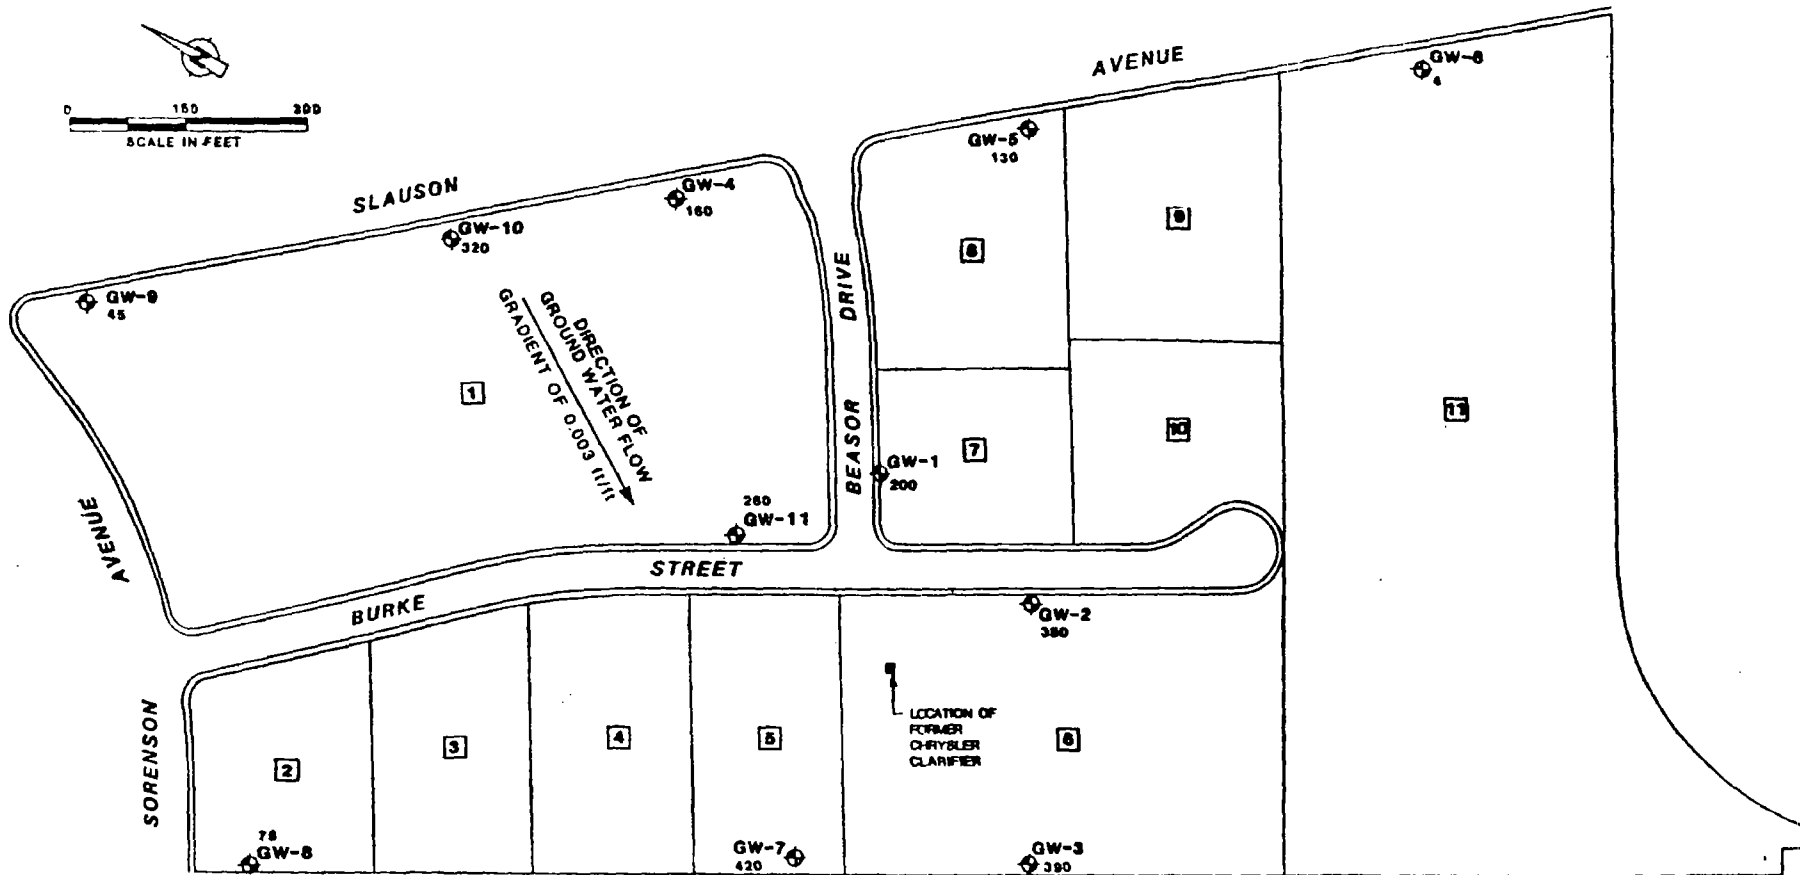 0 150 300
SCALE IN FEET
N
SLAUSON
AVENUE
GW-9
45
GW-10
320
GW-4
160
GW-5
130
GW-6
4
DIRECTION OF
GROUND WATER FLOW
GRADIENT OF 0.003 ft/ft
1
8
9
11
BEASOR DRIVE
7
10
GW-1
200
260
GW-11
AVENUE
SORENSON
BURKE
STREET
GW-2
380
LOCATION OF
FORMER
CHRYSLER
CLARIFIER
2
3
4
5
6
78
GW-8
GW-7
420
GW-3
390